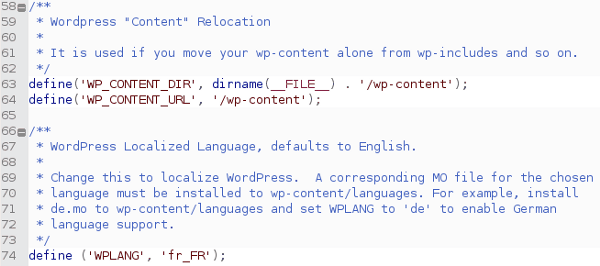 58 /**
59  * Wordpress "Content" Relocation
60  *
61  * It is used if you move your wp-content alone from wp-includes and so on.
62  */
63 define('WP_CONTENT_DIR', dirname(__FILE__) . '/wp-content');
64 define('WP_CONTENT_URL', '/wp-content');
65
66 /**
67  * WordPress Localized Language, defaults to English.
68  *
69  * Change this to localize WordPress.  A corresponding MO file for the chosen
70  * language must be installed to wp-content/languages. For example, install
71  * de.mo to wp-content/languages and set WPLANG to 'de' to enable German
72  * language support.
73  */
74 define ('WPLANG', 'fr_FR');